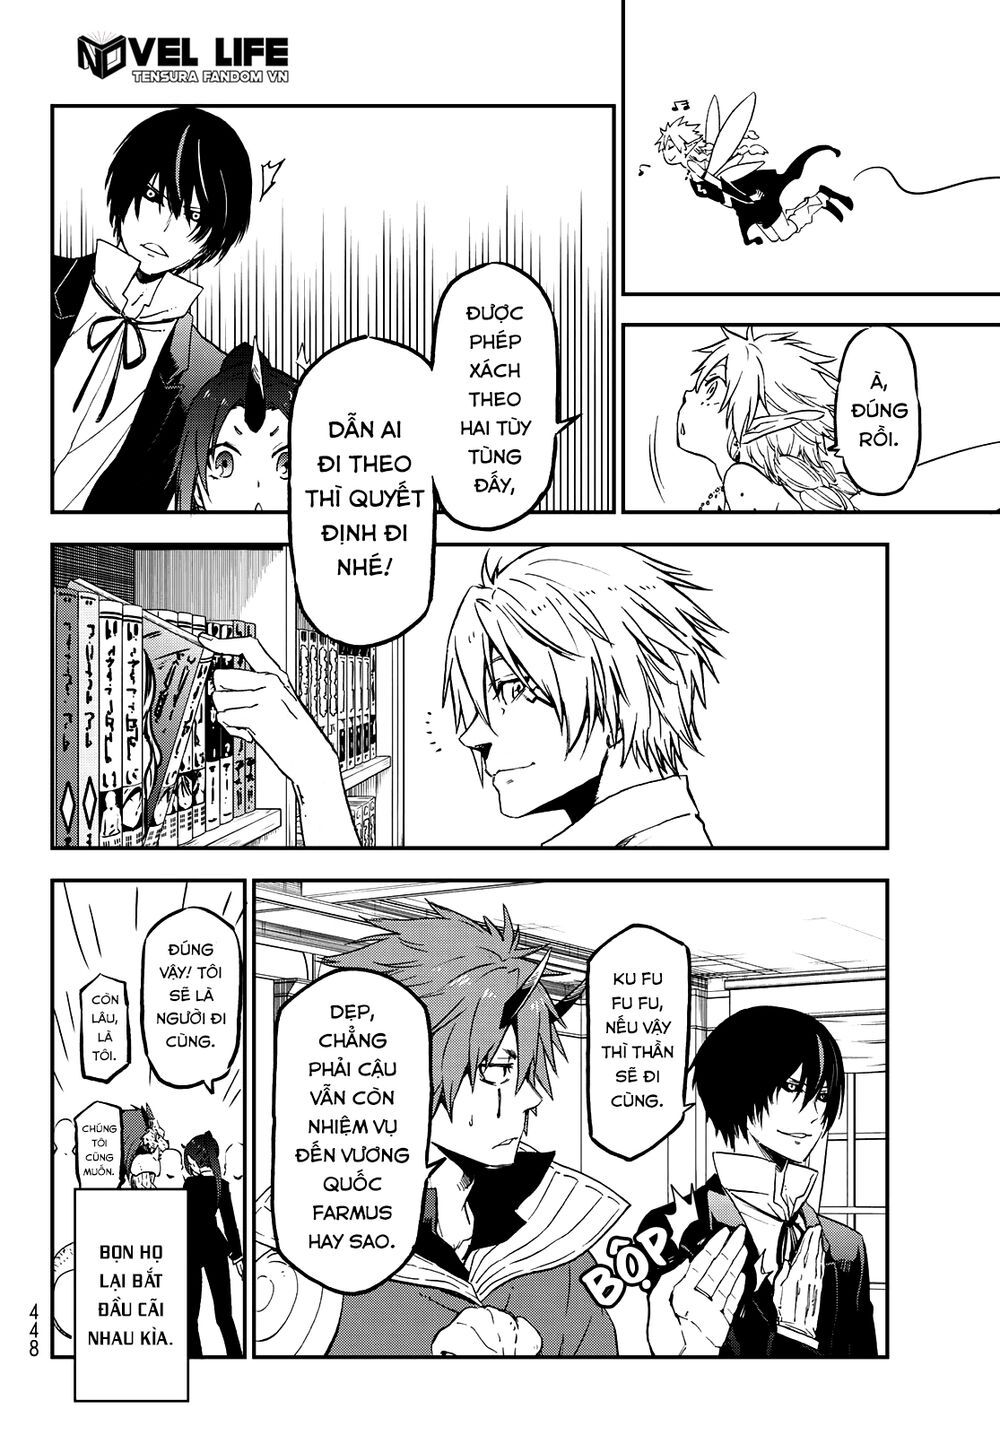 NOVEL LIFE
TENSURA FANDOM VN
À,
ĐÚNG
RỒI.
ĐƯỢC
PHÉP
XÁCH
THEO
HAI TÙY
TÙNG
ĐẤY,
DẪN AI
ĐI THEO
THÌ QUYẾT
ĐỊNH ĐI
NHÉ!
KU FU
FU FU,
NẾU VẬY
THÌ THẦN
SẼ ĐI
CÙNG.
DẸP,
CHẲNG
PHẢI CẬU
VẪN CÒN
NHIỆM VỤ
ĐẾN VƯƠNG
QUỐC
FARMUS
HAY SAO.
BỘP
ĐÚNG
VẬY! TÔI
SẼ LÀ
NGƯỜI ĐI
CÙNG.
CÒN
LÂU,
LÀ
TÔI.
CHÚNG
TÔI
CŨNG
MUỐN.
BỌN HỌ
LẠI BẮT
ĐẦU CÃI
NHAU KÌA.
448